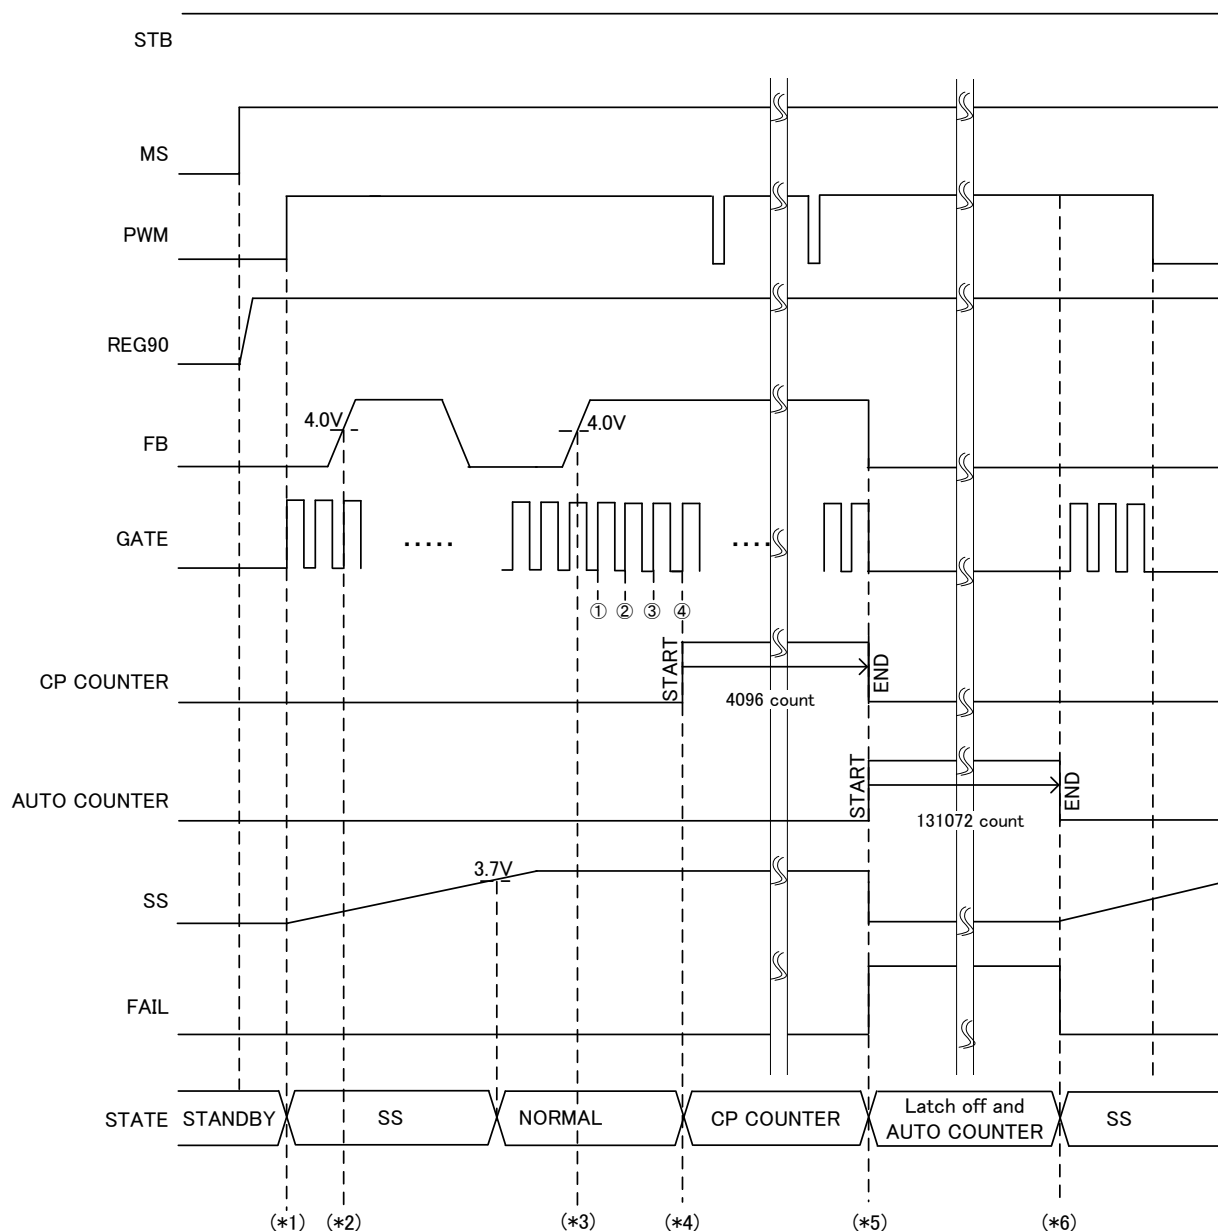 STB
MS
PWM
REG90
4.0V
4.0V
FB
GATE
.....
....
① ② ③ ④
START
END
CP COUNTER
4096 count
START
END
AUTO COUNTER
131072 count
3.7V
SS
FAIL
STATE STANDBY SS NORMAL CP COUNTER Latch off and AUTO COUNTER SS
(*1) (*2) (*3) (*4) (*5) (*6)